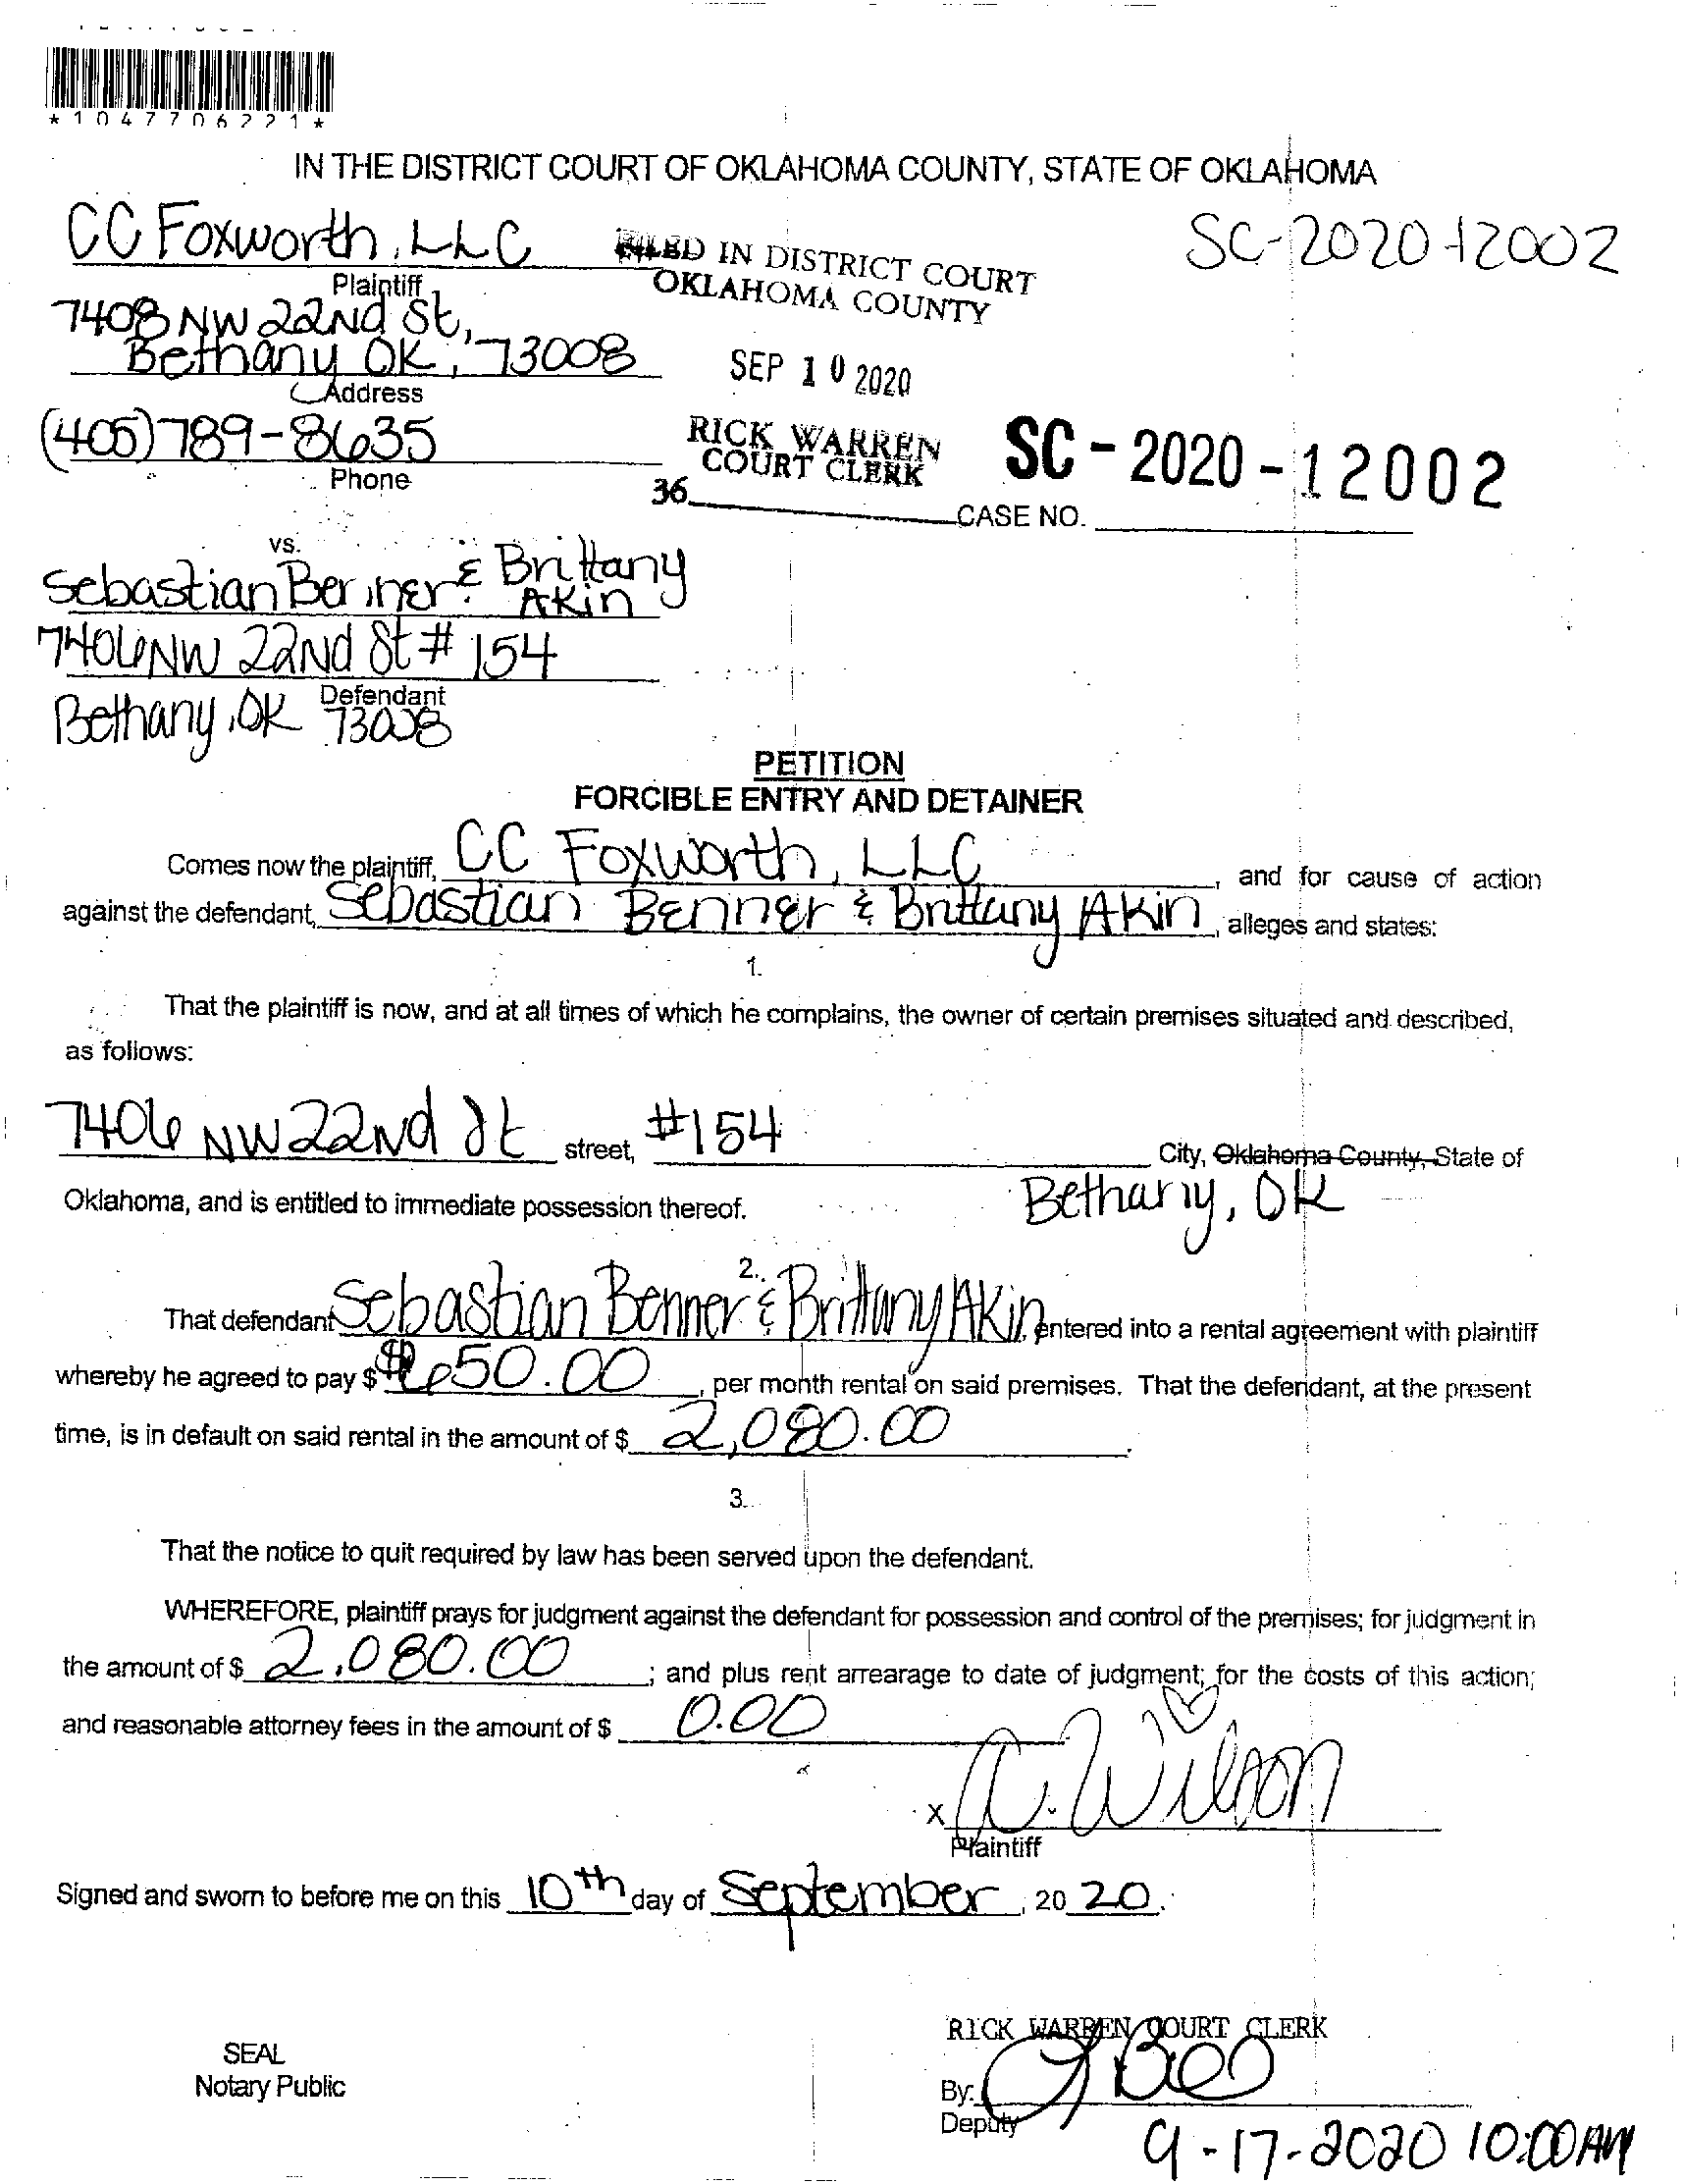 *1047706221*
IN THE DISTRICT COURT OF OKLAHOMA COUNTY, STATE OF OKLAHOMA
CC Foxworth, LLC
Plaintiff
FILED IN DISTRICT COURT
OKLAHOMA COUNTY
SC-2020-12002
7408 NW 22nd St,
Bethany OK, 73008
Address
SEP 10 2020
(405) 789-8635
Phone
RICK WARREN
COURT CLERK
36
SC-2020-12002
CASE NO.
vs.
Sebastian Benner & Brittany
Akin
7406 NW 22nd St # 154
Defendant
Bethany, OK 73008
PETITION
FORCIBLE ENTRY AND DETAINER
Comes now the plaintiff, CC Foxworth, LLC, and for cause of action
against the defendant, Sebastian Benner & Brittany Akin, alleges and states:
1.
That the plaintiff is now, and at all times of which he complains, the owner of certain premises situated and described,
as follows:
7406 NW 22nd St street, #154 City, Oklahoma County, State of
Bethany, OK
Oklahoma, and is entitled to immediate possession thereof.
2.
That defendant Sebastian Benner & Brittany Akin, entered into a rental agreement with plaintiff
whereby he agreed to pay $ $650.00, per month rental on said premises. That the defendant, at the present
time, is in default on said rental in the amount of $ 2,080.00.
3.
That the notice to quit required by law has been served upon the defendant.
WHEREFORE, plaintiff prays for judgment against the defendant for possession and control of the premises; for judgment in
the amount of $ 2,080.00; and plus rent arrearage to date of judgment; for the costs of this action;
and reasonable attorney fees in the amount of $ 0.00.
x A. Wilson
Plaintiff
Signed and sworn to before me on this 10th day of September, 20 20.
RICK WARREN COURT CLERK
SEAL
Notary Public
By:
Deputy
9-17-2020 10:00AM